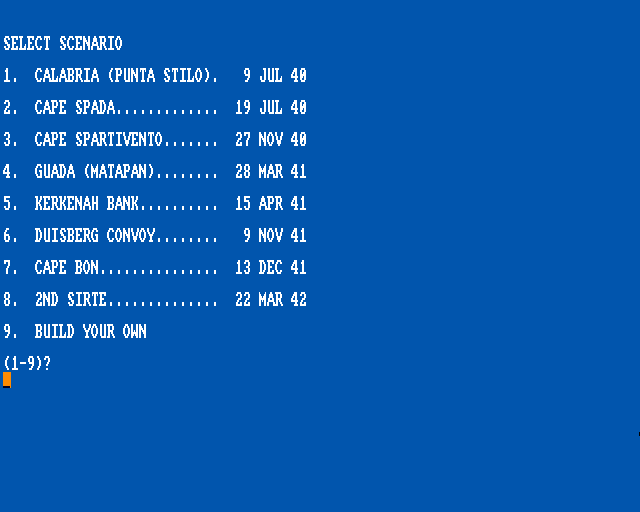 SELECT SCENARIO
1.  CALABRIA (PUNTA STILO).   9 JUL 40
2.  CAPE SPADA.............  19 JUL 40
3.  CAPE SPARTIVENTO.......  27 NOV 40
4.  GUADA (MATAPAN)........  28 MAR 41
5.  KERKENAH BANK..........  15 APR 41
6.  DUISBERG CONVOY........   9 NOV 41
7.  CAPE BON...............  13 DEC 41
8.  2ND SIRTE..............  22 MAR 42
9.  BUILD YOUR OWN
(1-9)?